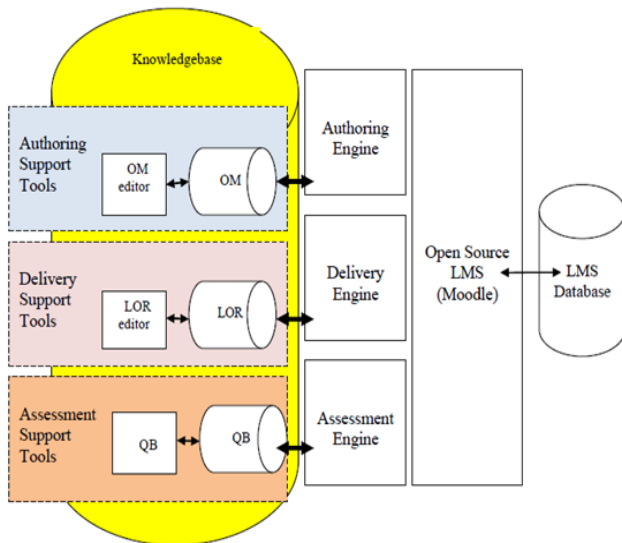 Knowledgebase
Authoring
Support
Tools
OM
editor
OM
Authoring
Engine
Delivery
Support
Tools
LOR
editor
LOR
Delivery
Engine
Open Source
LMS
(Moodle)
LMS
Database
Assessment
Support
Tools
QB
QB
Assessment
Engine